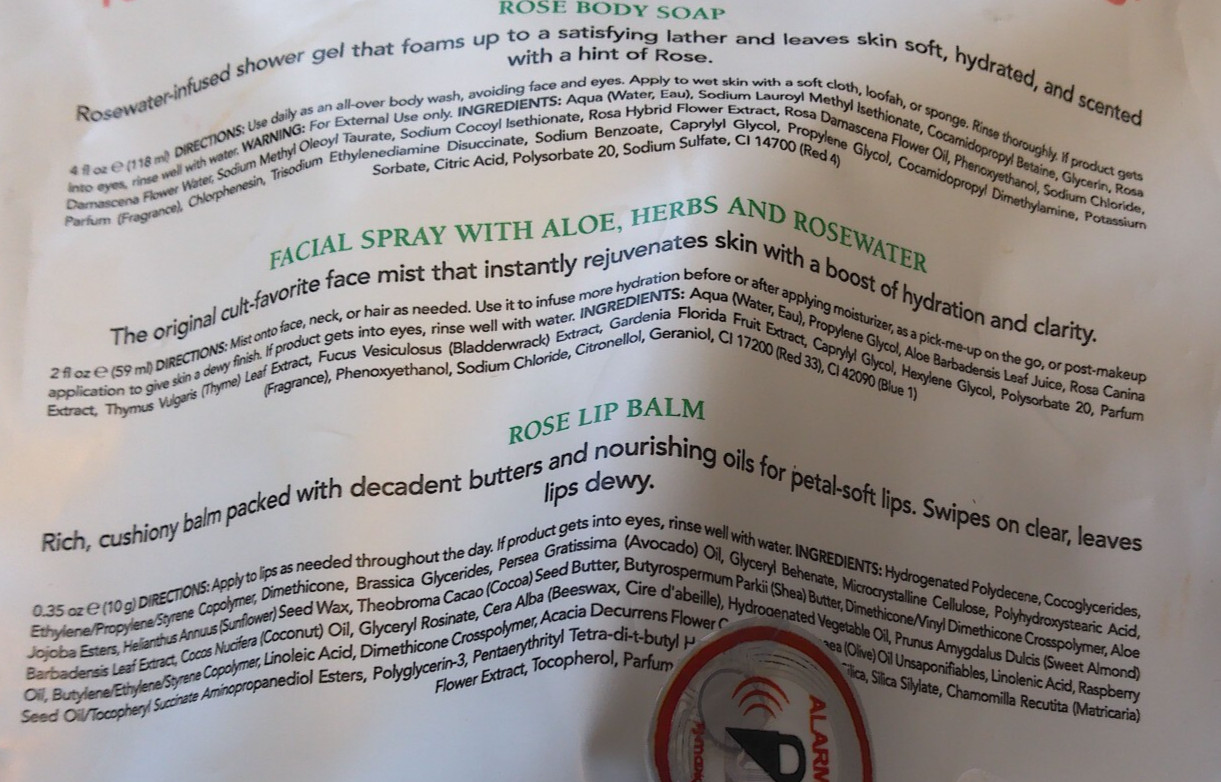 ROSE BODY SOAP
Rosewater-infused shower gel that foams up to a satisfying lather and leaves skin soft, hydrated, and scented
with a hint of Rose.
4 fl oz e (118 ml) DIRECTIONS: Use daily as an all-over body wash, avoiding face and eyes. Apply to wet skin with a soft cloth, loofah, or sponge. Rinse thoroughly. If product gets
into eyes, rinse well with water. WARNING: For External Use only. INGREDIENTS: Aqua (Water, Eau), Sodium Lauroyl Methyl Isethionate, Cocamidopropyl Betaine, Glycerin, Rosa
Damascena Flower Water, Sodium Methyl Oleoyl Taurate, Sodium Cocoyl Isethionate, Rosa Hybrid Flower Extract, Rosa Damascena Flower Oil, Phenoxyethanol, Sodium Chloride,
Parfum (Fragrance), Chlorphenesin, Trisodium Ethylenediamine Disuccinate, Sodium Benzoate, Caprylyl Glycol, Propylene Glycol, Cocamidopropyl Dimethylamine, Potassium
Sorbate, Citric Acid, Polysorbate 20, Sodium Sulfate, CI 14700 (Red 4)
FACIAL SPRAY WITH ALOE, HERBS AND ROSEWATER
The original cult-favorite face mist that instantly rejuvenates skin with a boost of hydration and clarity.
2 fl oz e (59 ml) DIRECTIONS: Mist onto face, neck, or hair as needed. Use it to infuse more hydration before or after applying moisturizer, as a pick-me-up on the go, or post-makeup
application to give skin a dewy finish. If product gets into eyes, rinse well with water. INGREDIENTS: Aqua (Water, Eau), Propylene Glycol, Aloe Barbadensis Leaf Juice, Rosa Canina
Extract, Thymus Vulgaris (Thyme) Leaf Extract, Fucus Vesiculosus (Bladderwrack) Extract, Gardenia Florida Fruit Extract, Caprylyl Glycol, Hexylene Glycol, Polysorbate 20, Parfum
(Fragrance), Phenoxyethanol, Sodium Chloride, Citronellol, Geraniol, CI 17200 (Red 33), CI 42090 (Blue 1)
ROSE LIP BALM
Rich, cushiony balm packed with decadent butters and nourishing oils for petal-soft lips. Swipes on clear, leaves
lips dewy.
0.35 oz e (10 g) DIRECTIONS: Apply to lips as needed throughout the day. If product gets into eyes, rinse well with water. INGREDIENTS: Hydrogenated Polydecene, Cocoglycerides,
Ethylene/Propylene/Styrene Copolymer, Dimethicone, Brassica Glycerides, Persea Gratissima (Avocado) Oil, Glyceryl Behenate, Microcrystalline Cellulose, Polyhydroxystearic Acid,
Jojoba Esters, Helianthus Annuus (Sunflower) Seed Wax, Theobroma Cacao (Cocoa) Seed Butter, Butyrospermum Parkii (Shea) Butter, Dimethicone/Vinyl Dimethicone Crosspolymer, Aloe
Barbadensis Leaf Extract, Cocos Nucifera (Coconut) Oil, Glyceryl Rosinate, Cera Alba (Beeswax, Cire d'abeille), Hydrogenated Vegetable Oil, Prunus Amygdalus Dulcis (Sweet Almond)
Oil, Butylene/Ethylene/Styrene Copolymer, Linoleic Acid, Dimethicone Crosspolymer, Acacia Decurrens Flower (Olive) Oil Unsaponifiables, Linolenic Acid, Raspberry
Seed Oil/Tocopheryl Succinate Aminopropanediol Esters, Polyglycerin-3, Pentaerythrityl Tetra-di-t-butyl Silica Silylate, Chamomilla Recutita (Matricaria)
Flower Extract, Tocopherol, Parfum
ALARM